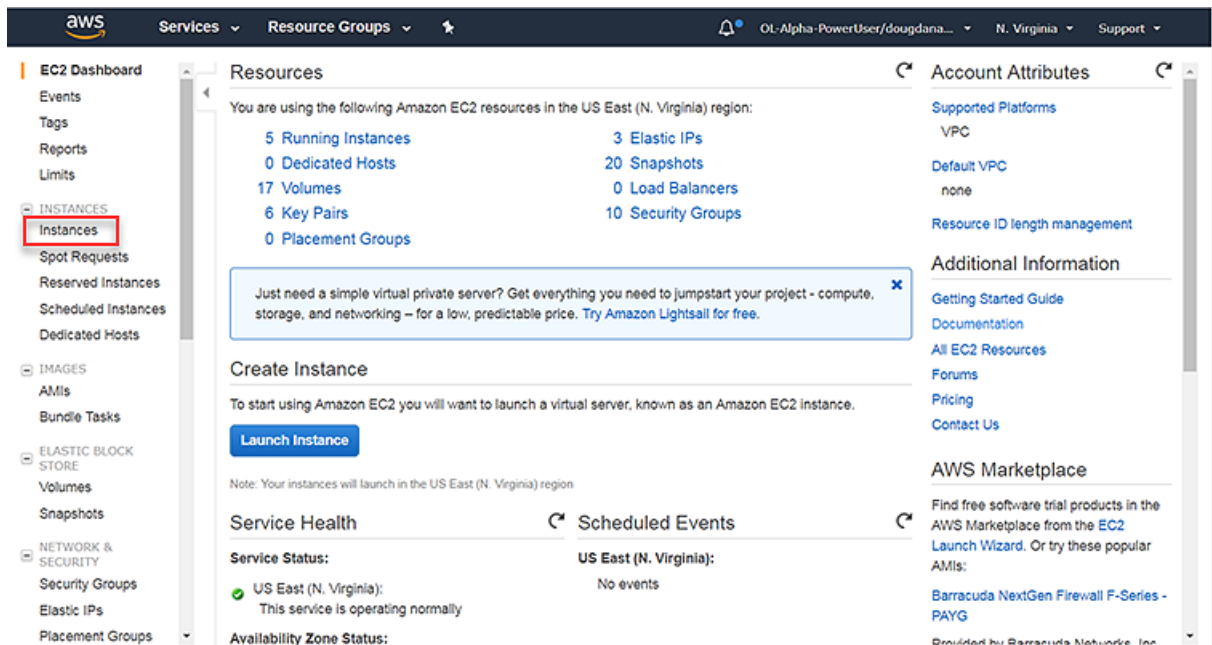 aws
Services
Resource Groups
OL-Alpha-PowerUser/dougdana...
N. Virginia
Support
EC2 Dashboard
Events
Tags
Reports
Limits
INSTANCES
Instances
Spot Requests
Reserved Instances
Scheduled Instances
Dedicated Hosts
IMAGES
AMIs
Bundle Tasks
ELASTIC BLOCK
STORE
Volumes
Snapshots
NETWORK &
SECURITY
Security Groups
Elastic IPs
Placement Groups
Resources
You are using the following Amazon EC2 resources in the US East (N. Virginia) region:
5 Running Instances
3 Elastic IPs
0 Dedicated Hosts
20 Snapshots
17 Volumes
0 Load Balancers
6 Key Pairs
10 Security Groups
0 Placement Groups
Just need a simple virtual private server? Get everything you need to jumpstart your project - compute,
storage, and networking – for a low, predictable price. Try Amazon Lightsail for free.
Create Instance
To start using Amazon EC2 you will want to launch a virtual server, known as an Amazon EC2 instance.
Launch Instance
Note: Your instances will launch in the US East (N. Virginia) region
Service Health
Service Status:
US East (N. Virginia):
This service is operating normally
Availability Zone Status:
Scheduled Events
US East (N. Virginia):
No events
Account Attributes
Supported Platforms
VPC
Default VPC
none
Resource ID length management
Additional Information
Getting Started Guide
Documentation
All EC2 Resources
Forums
Pricing
Contact Us
AWS Marketplace
Find free software trial products in the
AWS Marketplace from the EC2
Launch Wizard. Or try these popular
AMIs:
Barracuda NextGen Firewall F-Series -
PAYG
Provided by Barracuda Networks, Inc.